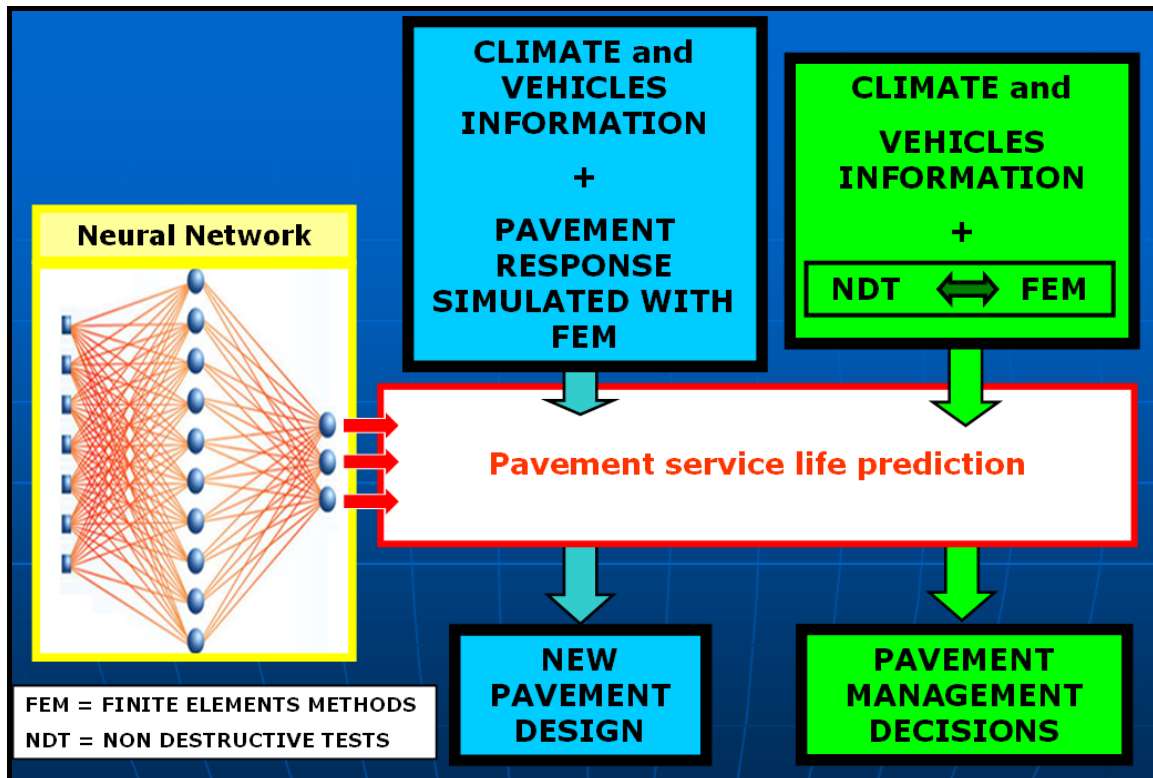 CLIMATE and
VEHICLES
INFORMATION
+
PAVEMENT
RESPONSE
SIMULATED WITH
FEM
CLIMATE and
VEHICLES
INFORMATION
+
NDT FEM
Neural Network
Pavement service life prediction
NEW
PAVEMENT
DESIGN
PAVEMENT
MANAGEMENT
DECISIONS
FEM = FINITE ELEMENTS METHODS
NDT = NON DESTRUCTIVE TESTS